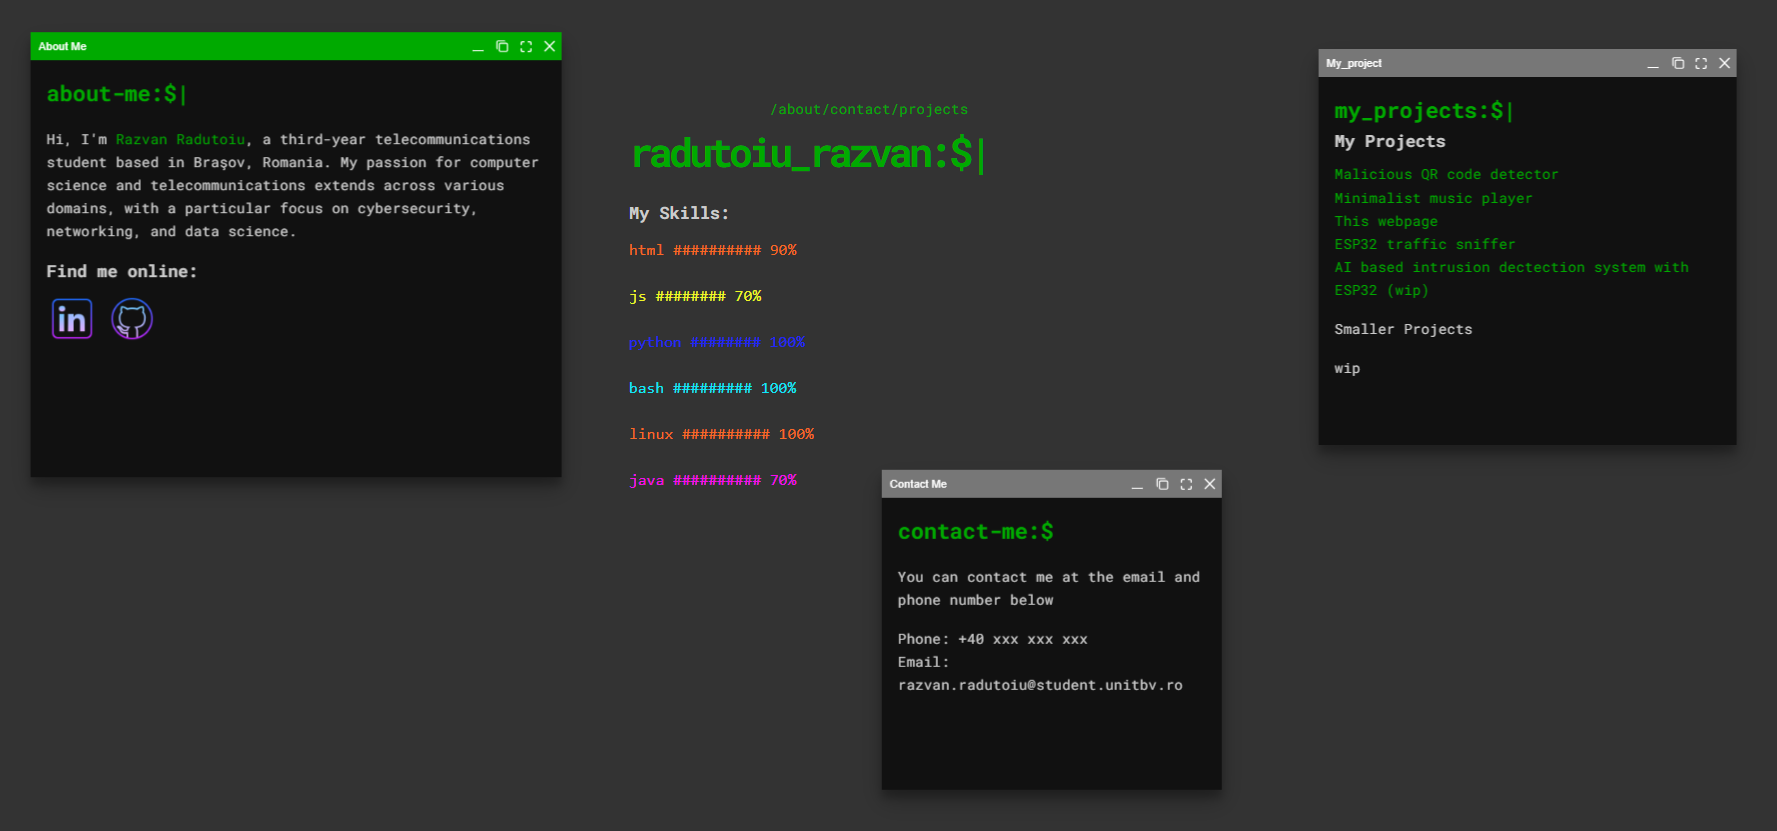 About Me
about-me:$|
Hi, I'm Razvan Radutoiu, a third-year telecommunications
student based in Brașov, Romania. My passion for computer
science and telecommunications extends across various
domains, with a particular focus on cybersecurity,
networking, and data science.
Find me online:
in
/about/contact/projects
radutoiu_razvan:$|
My Skills:
html ########## 90%
js ######## 70%
python ######## 100%
bash ######### 100%
linux ########## 100%
java ########## 70%
Contact Me
contact-me:$
You can contact me at the email and
phone number below
Phone: +40 xxx xxx xxx
Email:
razvan.radutoiu@student.unitbv.ro
My_project
my_projects:$|
My Projects
Malicious QR code detector
Minimalist music player
This webpage
ESP32 traffic sniffer
AI based intrusion dectection system with
ESP32 (wip)
Smaller Projects
wip